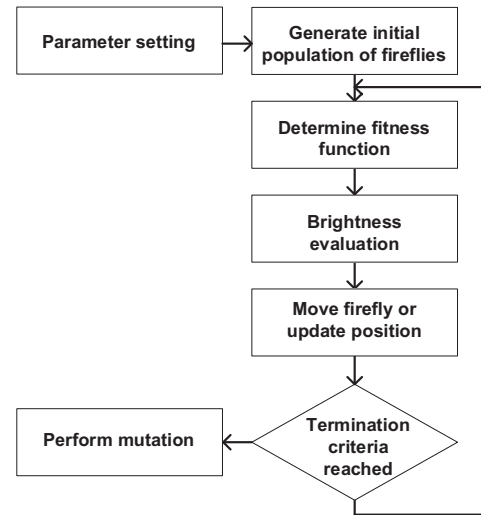 Parameter setting
Generate initial
population of fireflies
Determine fitness
function
Brightness
evaluation
Move firefly or
update position
Perform mutation
Termination
criteria
reached